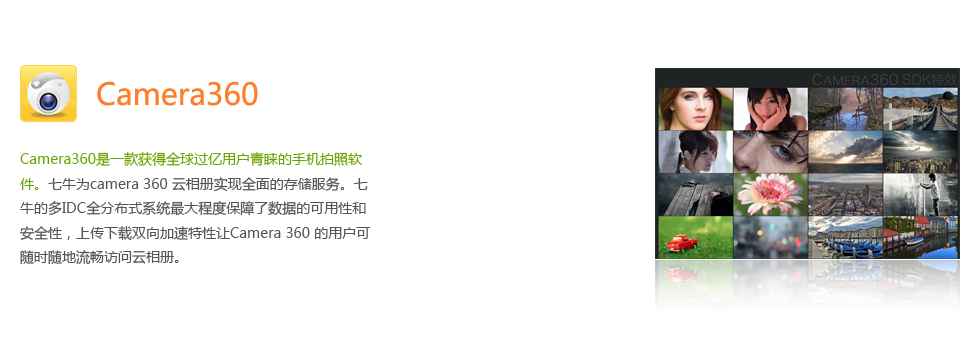 Camera360
Camera360是一款获得全球过亿用户青睐的手机拍照软
件。七牛为camera 360 云相册实现全面的存储服务。七
牛的多IDC全分布式系统最大程度保障了数据的可用性和
安全性，上传下载双向加速特性让Camera 360 的用户可
随时随地流畅访问云相册。
CAMERA360 SDK特效